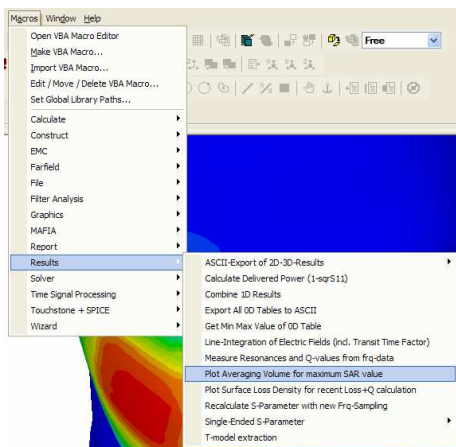 Macros Window Help
Free
Open VBA Macro Editor
Make VBA Macro...
Import VBA Macro...
Edit / Move / Delete VBA Macro...
Set Global Library Paths...
Calculate
Construct
EMC
Farfield
File
Filter Analysis
Graphics
MAFIA
Report
Results
Solver
Time Signal Processing
Touchstone + SPICE
Wizard
ASCII-Export of 2D-3D-Results
Calculate Delivered Power (1-sqrS11)
Combine 1D Results
Export All 0D Tables to ASCII
Get Min Max Value of 0D Table
Line-Integration of Electric Fields (incl. Transit Time Factor)
Measure Resonances and Q-values from frq-data
Plot Averaging Volume for maximum SAR value
Plot Surface Loss Density for recent Loss+Q calculation
Recalculate S-Parameter with new Frq-Sampling
Single-Ended S-Parameter
T-model extraction